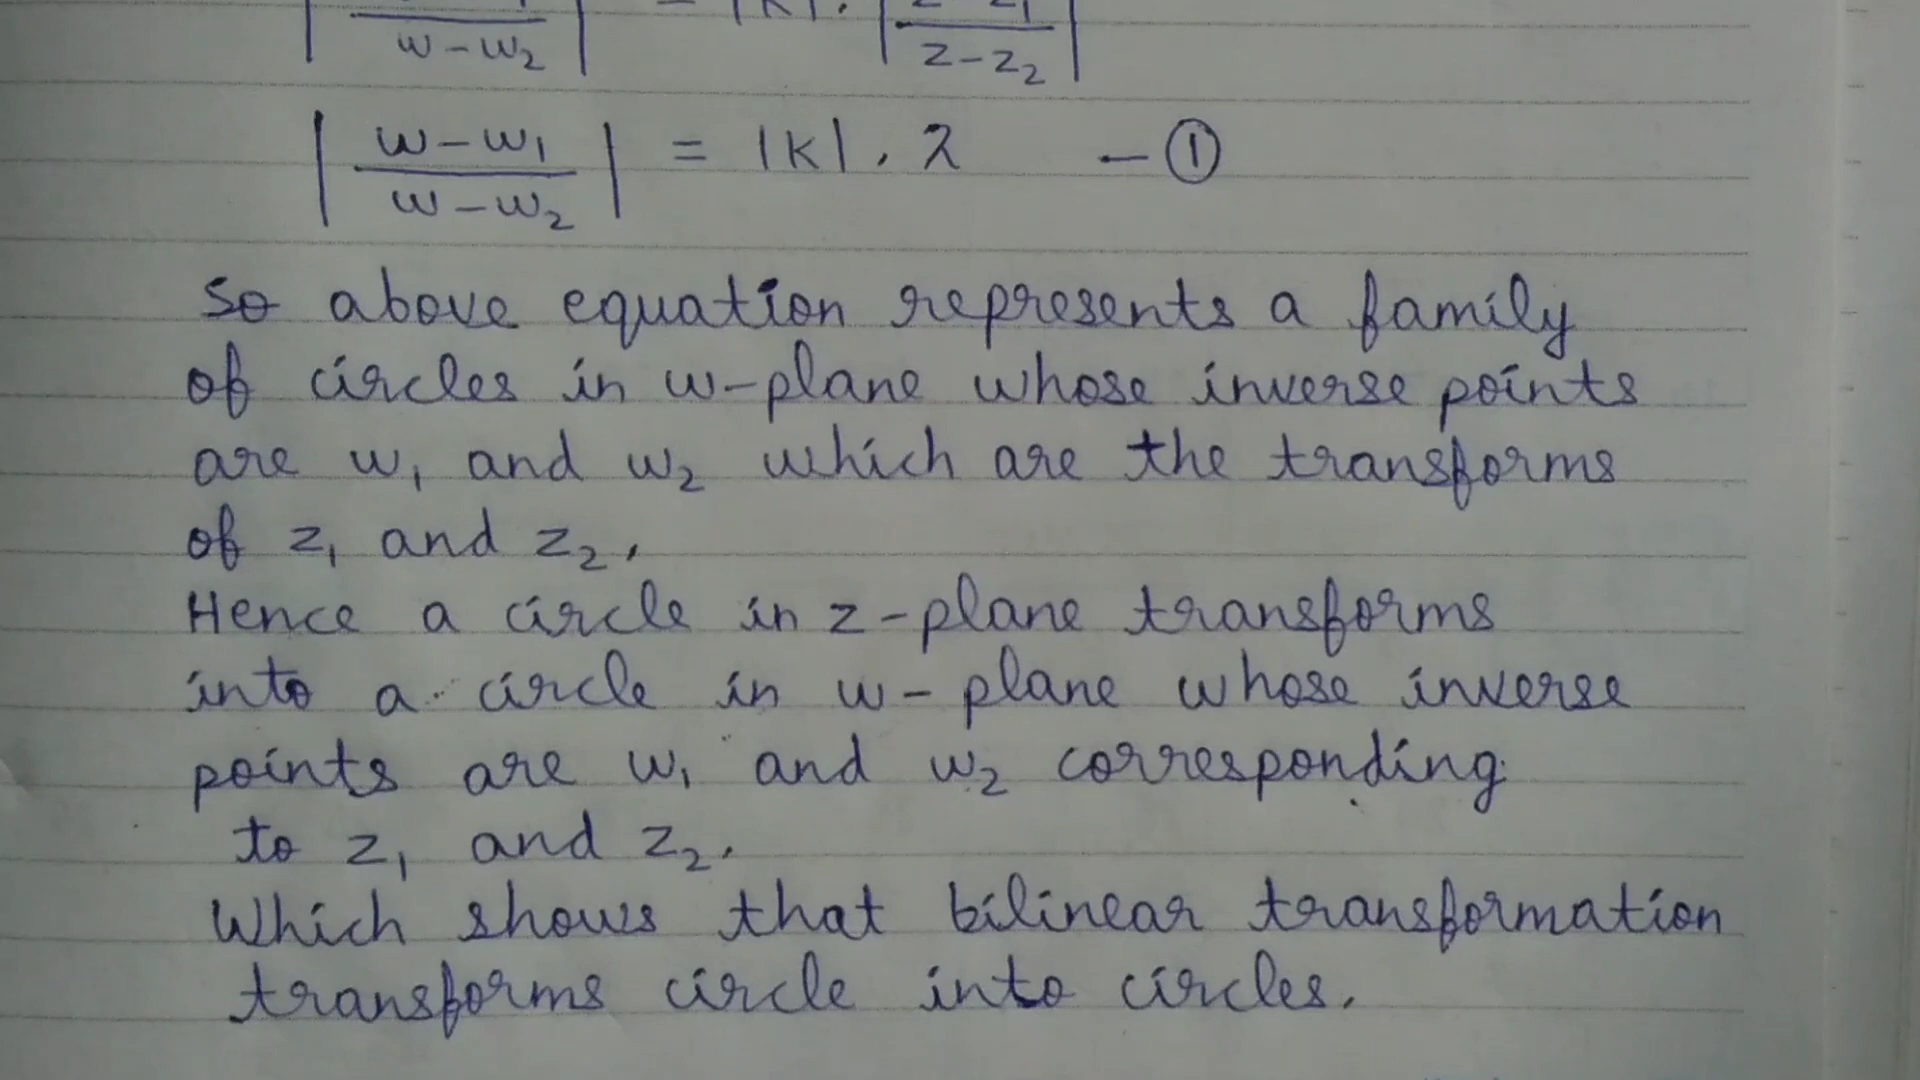 | w-w₂ | = |K|. | z-z₁ / z-z₂ |
| w-w₁ / w-w₂ | = |K|. λ — ①
So above equation represents a family
of circles in w-plane whose inverse points
are w₁ and w₂ which are the transforms
of z₁ and z₂.
Hence a circle in z-plane transforms
into a circle in w-plane whose inverse
points are w₁ and w₂ corresponding
to z₁ and z₂.
Which shows that bilinear transformation
transforms circle into circles.